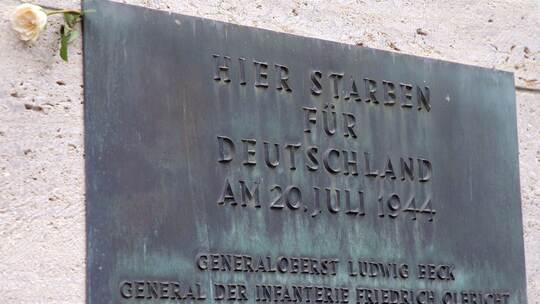 HIER STARBEN
FÜR
DEUTSCHLAND
AM 20. JULI 1944
GENERALOBERST LUDWIG BECK
GENERAL DER INFANTERIE FRIEDRICH OLBRICHT